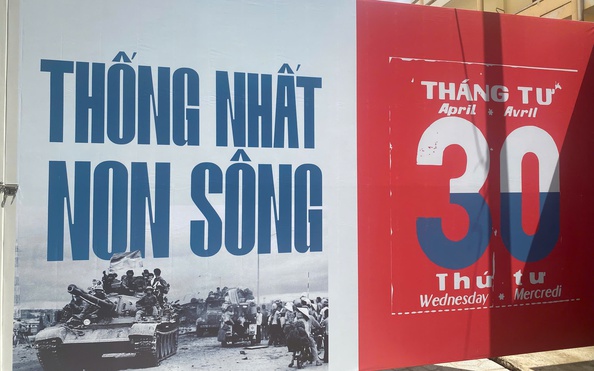 THỐNG NHẤT
NON SÔNG
THÁNG TƯ
April * Avril
30
Thứ tư
Wednesday * Mercredi